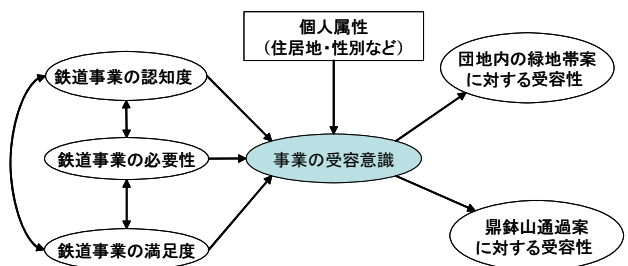 個人属性
（住居地・性別など）
鉄道事業の認知度
鉄道事業の必要性
鉄道事業の満足度
事業の受容意識
団地内の緑地帯案
に対する受容性
鼎鉢山通過案
に対する受容性